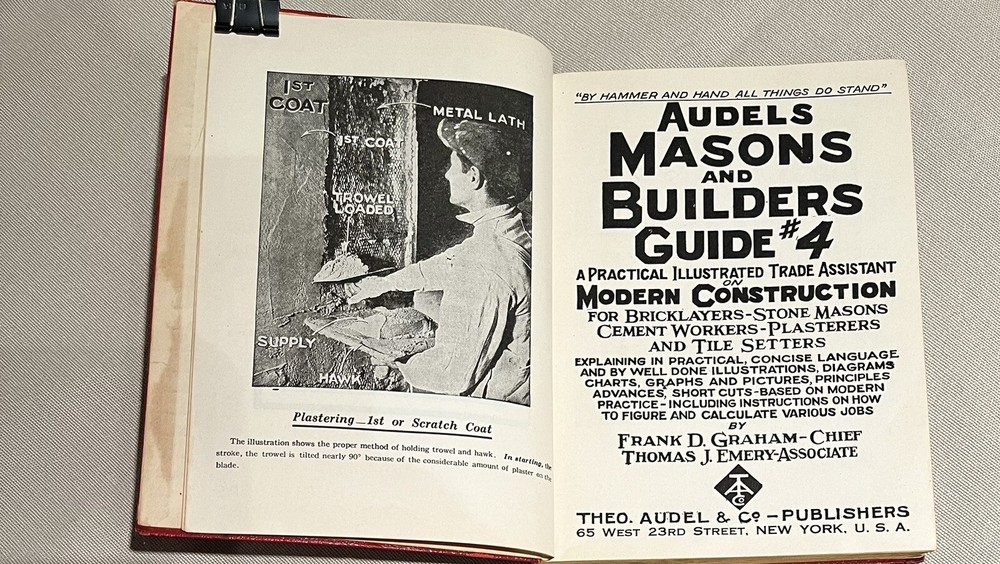 1ST
COAT
METAL LATH
1ST COAT
TROWEL
LOADED
SUPPLY
HAWK
Plastering—1st or Scratch Coat
The illustration shows the proper method of holding trowel and hawk. In starting, the
stroke, the trowel is tilted nearly 90° because of the considerable amount of plaster on the
blade.
"BY HAMMER AND HAND ALL THINGS DO STAND"
AUDELS
MASONS
AND
BUILDERS
GUIDE #4
A PRACTICAL ILLUSTRATED TRADE ASSISTANT
ON
MODERN CONSTRUCTION
FOR BRICKLAYERS-STONE MASONS
CEMENT WORKERS-PLASTERERS
AND TILE SETTERS
EXPLAINING IN PRACTICAL, CONCISE LANGUAGE
AND BY WELL DONE ILLUSTRATIONS, DIAGRAMS
CHARTS, GRAPHS AND PICTURES, PRINCIPLES
ADVANCES, SHORT CUTS-BASED ON MODERN
PRACTICE-INCLUDING INSTRUCTIONS ON HOW
TO FIGURE AND CALCULATE VARIOUS JOBS
BY
FRANK D. GRAHAM-CHIEF
THOMAS J. EMERY-ASSOCIATE
THEO. AUDEL & Co.-PUBLISHERS
65 WEST 23RD STREET, NEW YORK, U. S. A.